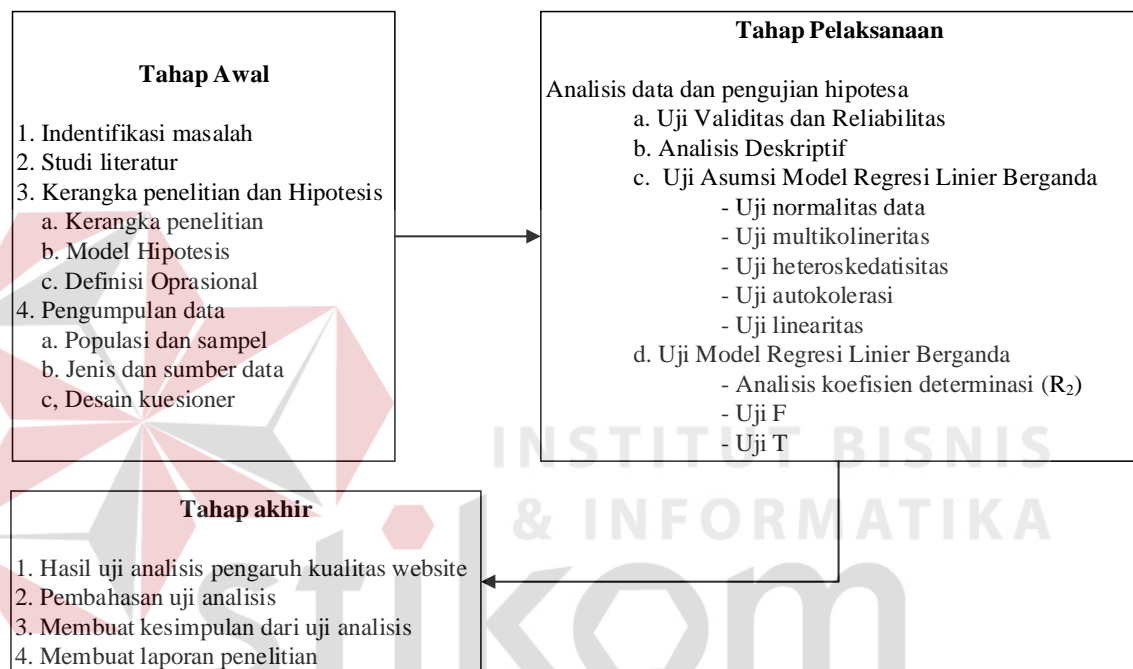 Tahap Awal
1. Indentifikasi masalah
2. Studi literatur
3. Kerangka penelitian dan Hipotesis
a. Kerangka penelitian
b. Model Hipotesis
c. Definisi Oprasional
4. Pengumpulan data
a. Populasi dan sampel
b. Jenis dan sumber data
c, Desain kuesioner
Tahap Pelaksanaan
Analisis data dan pengujian hipotesa
a. Uji Validitas dan Reliabilitas
b. Analisis Deskriptif
c. Uji Asumsi Model Regresi Linier Berganda
- Uji normalitas data
- Uji multikolineritas
- Uji heteroskedatisitas
- Uji autokolerasi
- Uji linearitas
d. Uji Model Regresi Linier Berganda
- Analisis koefisien determinasi (R₂)
- Uji F
- Uji T
Tahap akhir
1. Hasil uji analisis pengaruh kualitas website
2. Pembahasan uji analisis
3. Membuat kesimpulan dari uji analisis
4. Membuat laporan penelitian
INSTITUT BISNIS
& INFORMATIKA
stikom